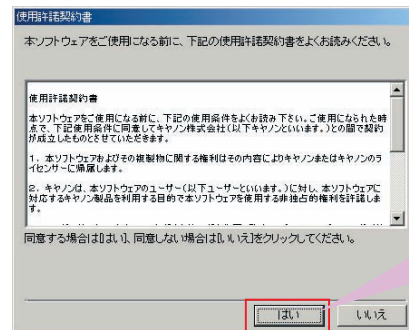 使用許諾契約書
本ソフトウェアをご使用になる前に、下記の使用許諾契約書をよくお読みください。
使用許諾契約書
本ソフトウェアをご使用になる前に、下記の使用条件をよくお読み下さい。ご使用になられた時
点で、下記使用条件に同意してキヤノン株式会社(以下キヤノンといいます。)との間で契約
が成立したものとさせていただきます。
1. 本ソフトウェアおよびその複製物に関する権利はその内容によりキヤノンまたはキヤノンのラ
イセンサーに帰属します。
2. キヤノンは、本ソフトウェアのユーザー(以下ユーザーといいます。)に対し、本ソフトウェアに
対応するキヤノン製品を利用する目的で本ソフトウェアを使用する非独占的権利を許諾しま
す。
同意する場合は[はい]、同意しない場合は[いいえ]をクリックしてください。
はい
いいえ